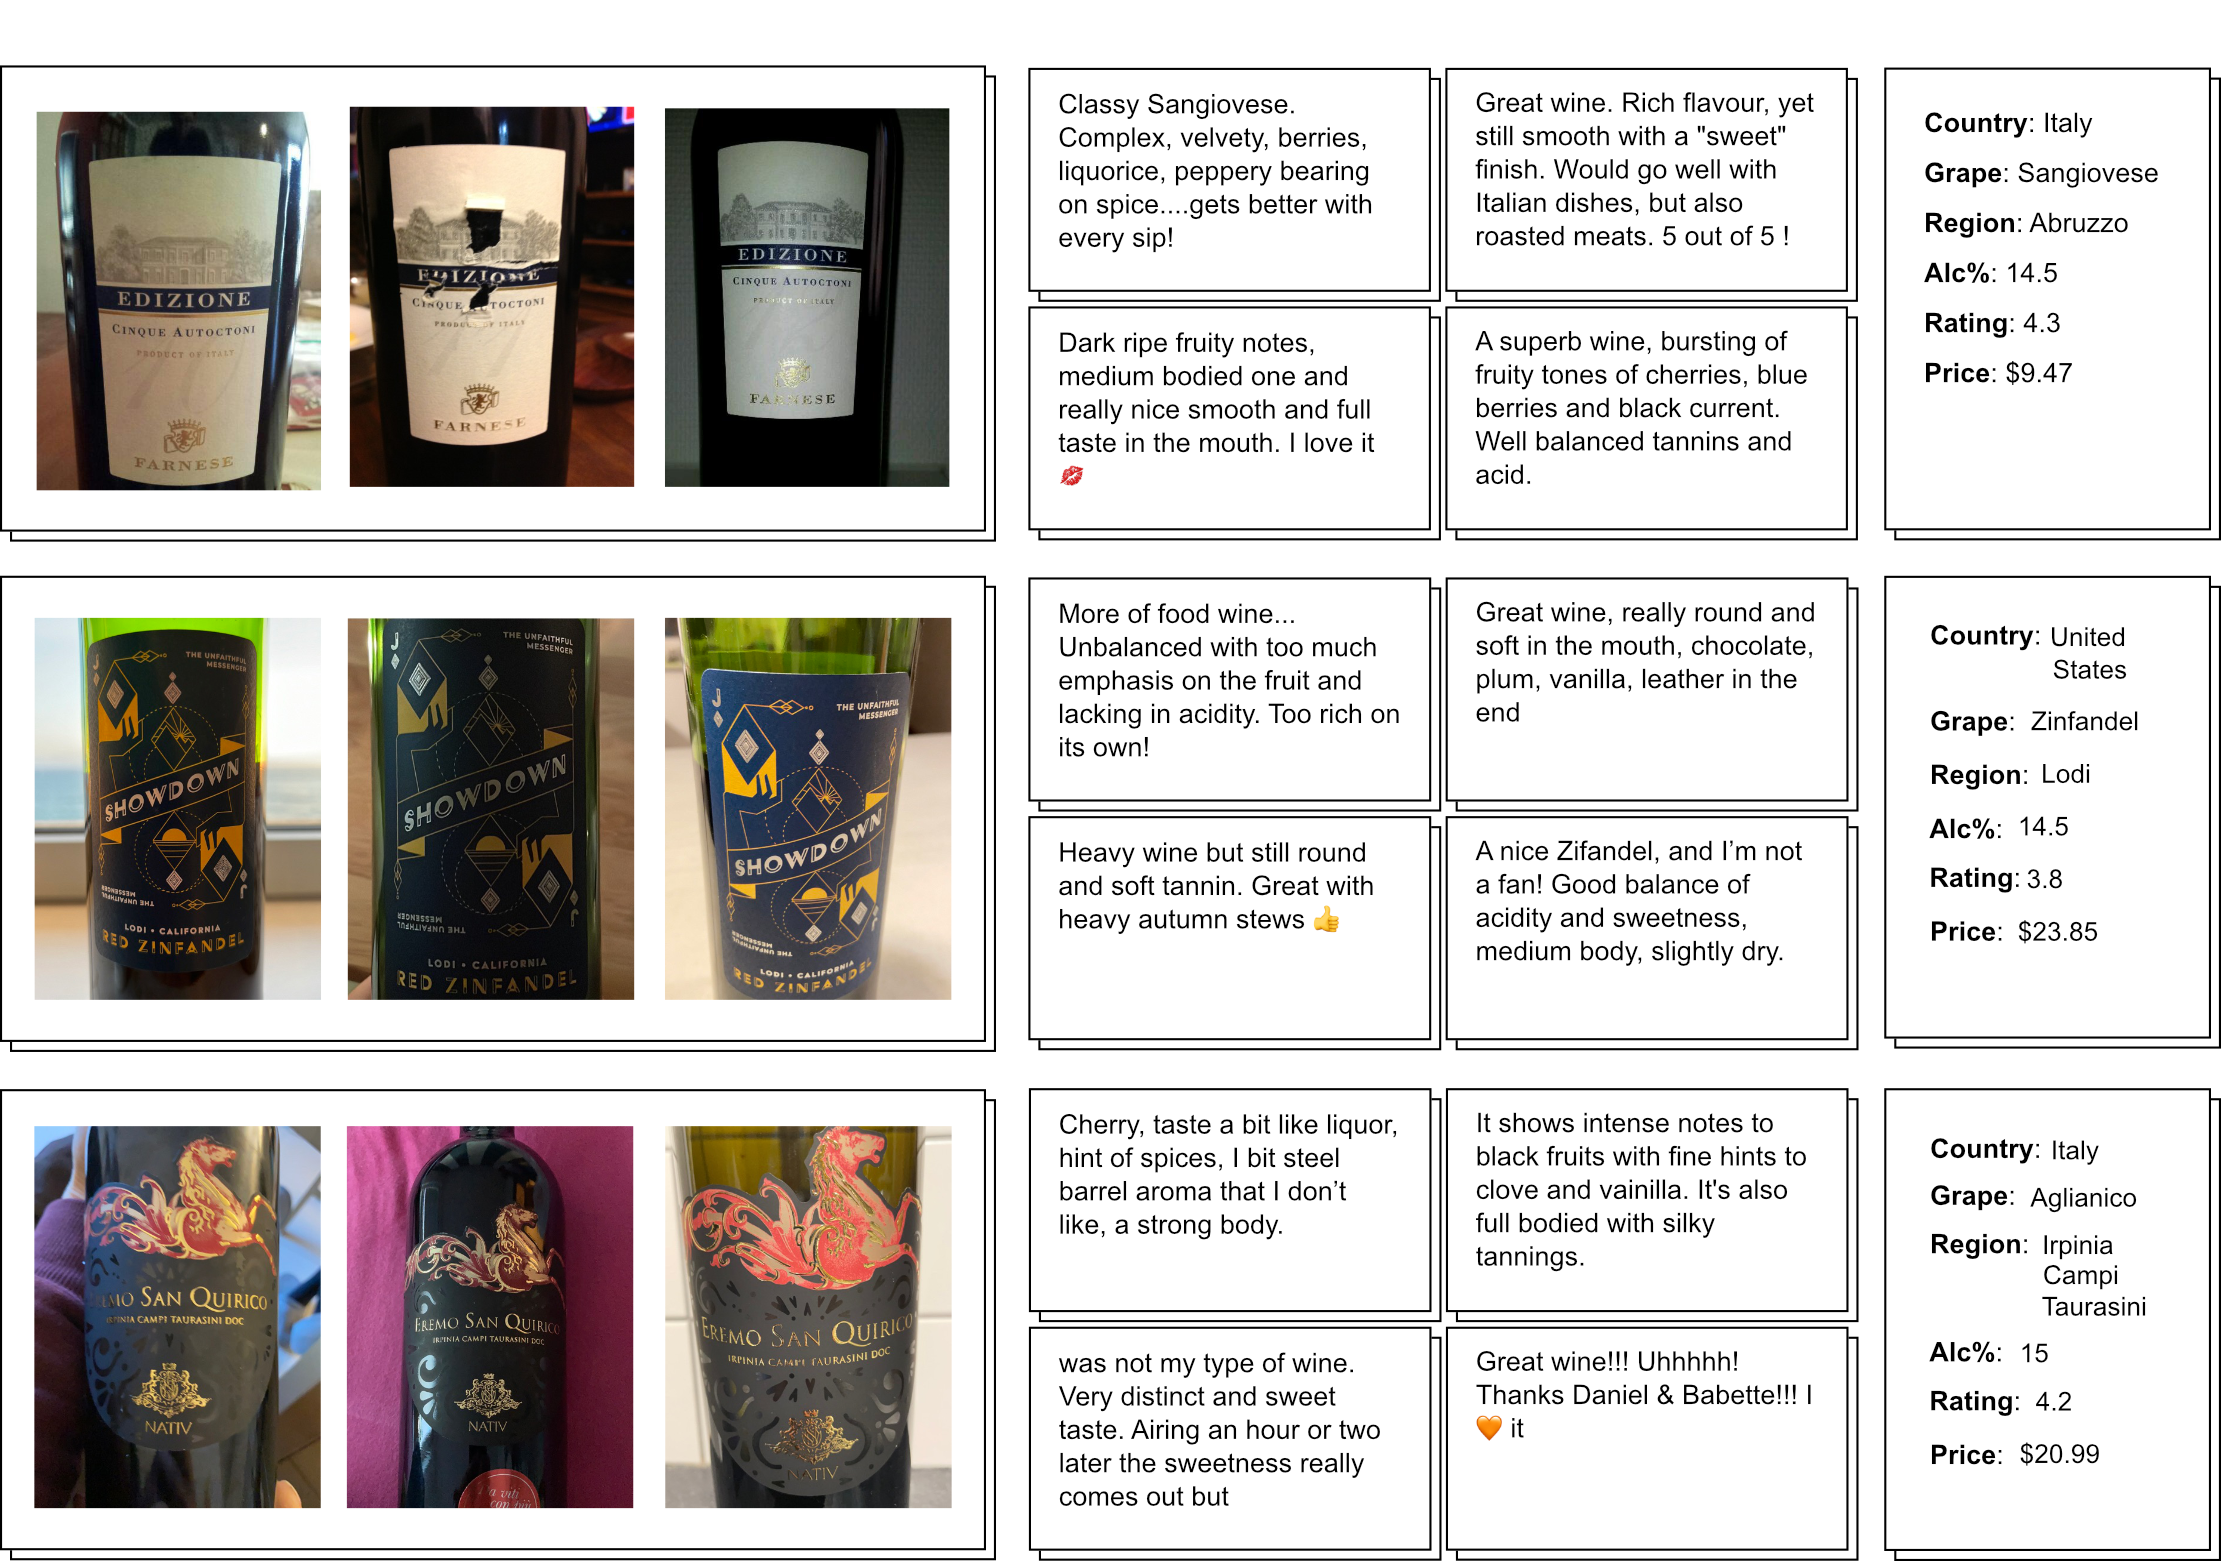 EDIZIONE
CINQUE AUTOCTONI
PRODUCT OF ITALY
FARNESE
EDIZIONE
CINQUE AUTOCTONI
PRODUCT OF ITALY
FARNESE
EDIZIONE
CINQUE AUTOCTONI
PRODUCT OF ITALY
FARNESE
Classy Sangiovese.
Complex, velvety, berries,
liquorice, peppery bearing
on spice....gets better with
every sip!
Great wine. Rich flavour, yet
still smooth with a "sweet"
finish. Would go well with
Italian dishes, but also
roasted meats. 5 out of 5 !
Dark ripe fruity notes,
medium bodied one and
really nice smooth and full
taste in the mouth. I love it
💋
A superb wine, bursting of
fruity tones of cherries, blue
berries and black current.
Well balanced tannins and
acid.
Country: Italy
Grape: Sangiovese
Region: Abruzzo
Alc%: 14.5
Rating: 4.3
Price: $9.47
J
THE UNFAITHFUL
MESSENGER
SHOWDOWN
THE UNFAITHFUL
MESSENGER
J
LODI • CALIFORNIA
RED ZINFANDEL
J
THE UNFAITHFUL
MESSENGER
SHOWDOWN
THE UNFAITHFUL
MESSENGER
J
LODI • CALIFORNIA
RED ZINFANDEL
J
THE UNFAITHFUL
MESSENGER
SHOWDOWN
THE UNFAITHFUL
MESSENGER
J
LODI • CALIFORNIA
RED ZINFANDEL
More of food wine...
Unbalanced with too much
emphasis on the fruit and
lacking in acidity. Too rich on
its own!
Great wine, really round and
soft in the mouth, chocolate,
plum, vanilla, leather in the
end
Heavy wine but still round
and soft tannin. Great with
heavy autumn stews 👍
A nice Zifandel, and I’m not
a fan! Good balance of
acidity and sweetness,
medium body, slightly dry.
Country: United
States
Grape: Zinfandel
Region: Lodi
Alc%: 14.5
Rating: 3.8
Price: $23.85
EREMO SAN QUIRICO
IRPINIA CAMPI TAURASINI DOC
NATIV
EREMO SAN QUIRICO
IRPINIA CAMPI TAURASINI DOC
NATIV
a viti
con più
EREMO SAN QUIRICO
IRPINIA CAMPI TAURASINI DOC
NATIV
Cherry, taste a bit like liquor,
hint of spices, I bit steel
barrel aroma that I don’t
like, a strong body.
It shows intense notes to
black fruits with fine hints to
clove and vainilla. It's also
full bodied with silky
tannings.
was not my type of wine.
Very distinct and sweet
taste. Airing an hour or two
later the sweetness really
comes out but
Great wine!!! Uhhhhh!
Thanks Daniel & Babette!!! I
🧡 it
Country: Italy
Grape: Aglianico
Region: Irpinia
Campi
Taurasini
Alc%: 15
Rating: 4.2
Price: $20.99